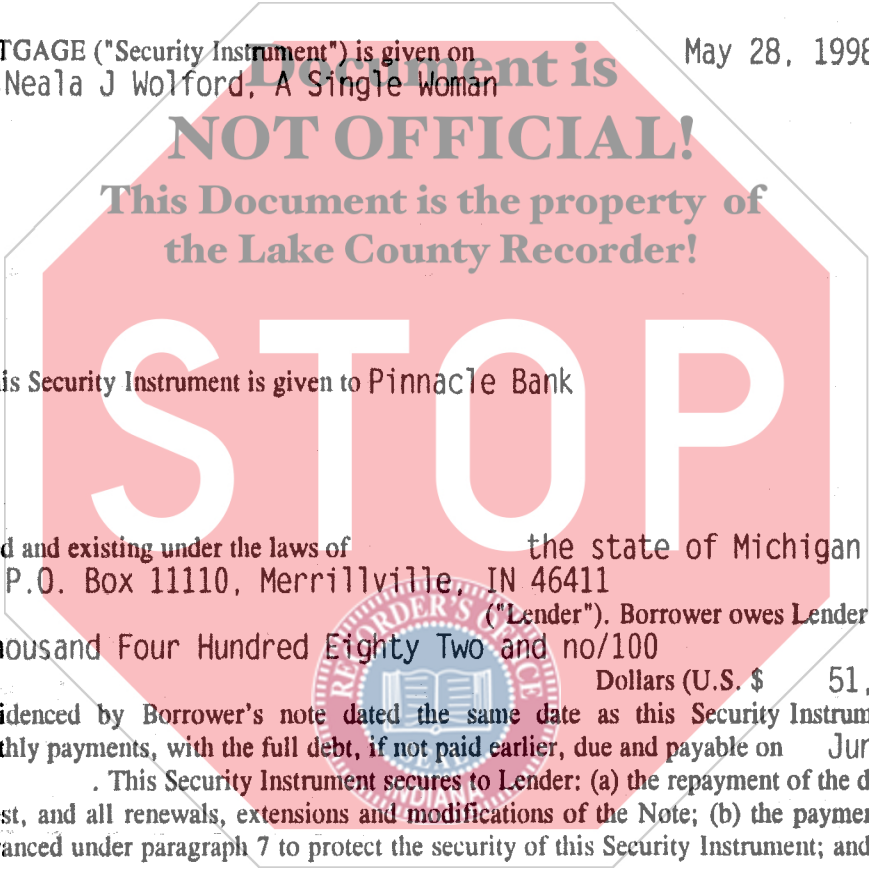 TGAGE ("Security Instrument") is given on May 28, 1998
Neala J Wolford, A Single Woman
Document is
NOT OFFICIAL!
This Document is the property of
the Lake County Recorder!
STOP
is Security Instrument is given to Pinnacle Bank
d and existing under the laws of the state of Michigan
P.O. Box 11110, Merrillville, IN 46411
("Lender"). Borrower owes Lender
ousand Four Hundred Eighty Two and no/100
Dollars (U.S. $ 51,
idenced by Borrower's note dated the same date as this Security Instrum
thly payments, with the full debt, if not paid earlier, due and payable on Jun
. This Security Instrument secures to Lender: (a) the repayment of the d
st, and all renewals, extensions and modifications of the Note; (b) the paymen
anced under paragraph 7 to protect the security of this Security Instrument; and
RECORDER'S OFFICE
SEAL
INDIANA